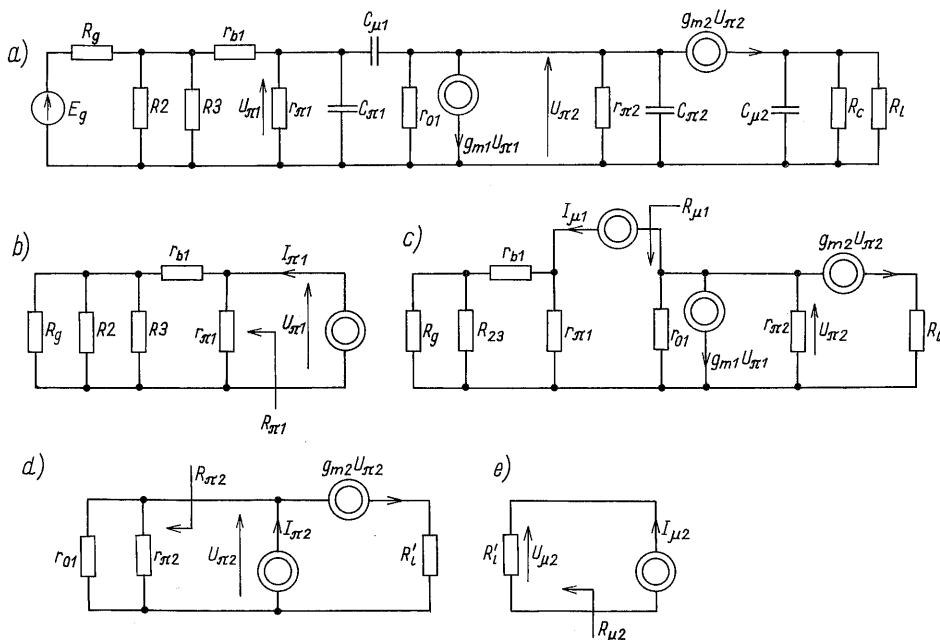 a)
R_g
E_g
R2
R3
r_b1
U_π1
r_π1
C_π1
C_μ1
r_01
g_m1 U_π1
U_π2
r_π2
C_π2
g_m2 U_π2
C_μ2
R_c
R_l
b)
R_g
R2
R3
r_b1
r_π1
R_π1
I_π1
U_π1
c)
R_g
R_23
r_b1
r_π1
I_μ1
R_μ1
r_01
g_m1 U_π1
r_π2
U_π2
g_m2 U_π2
R_l
d)
r_01
r_π2
R_π2
U_π2
I_π2
g_m2 U_π2
R_l'
e)
R_l'
U_μ2
I_μ2
R_μ2